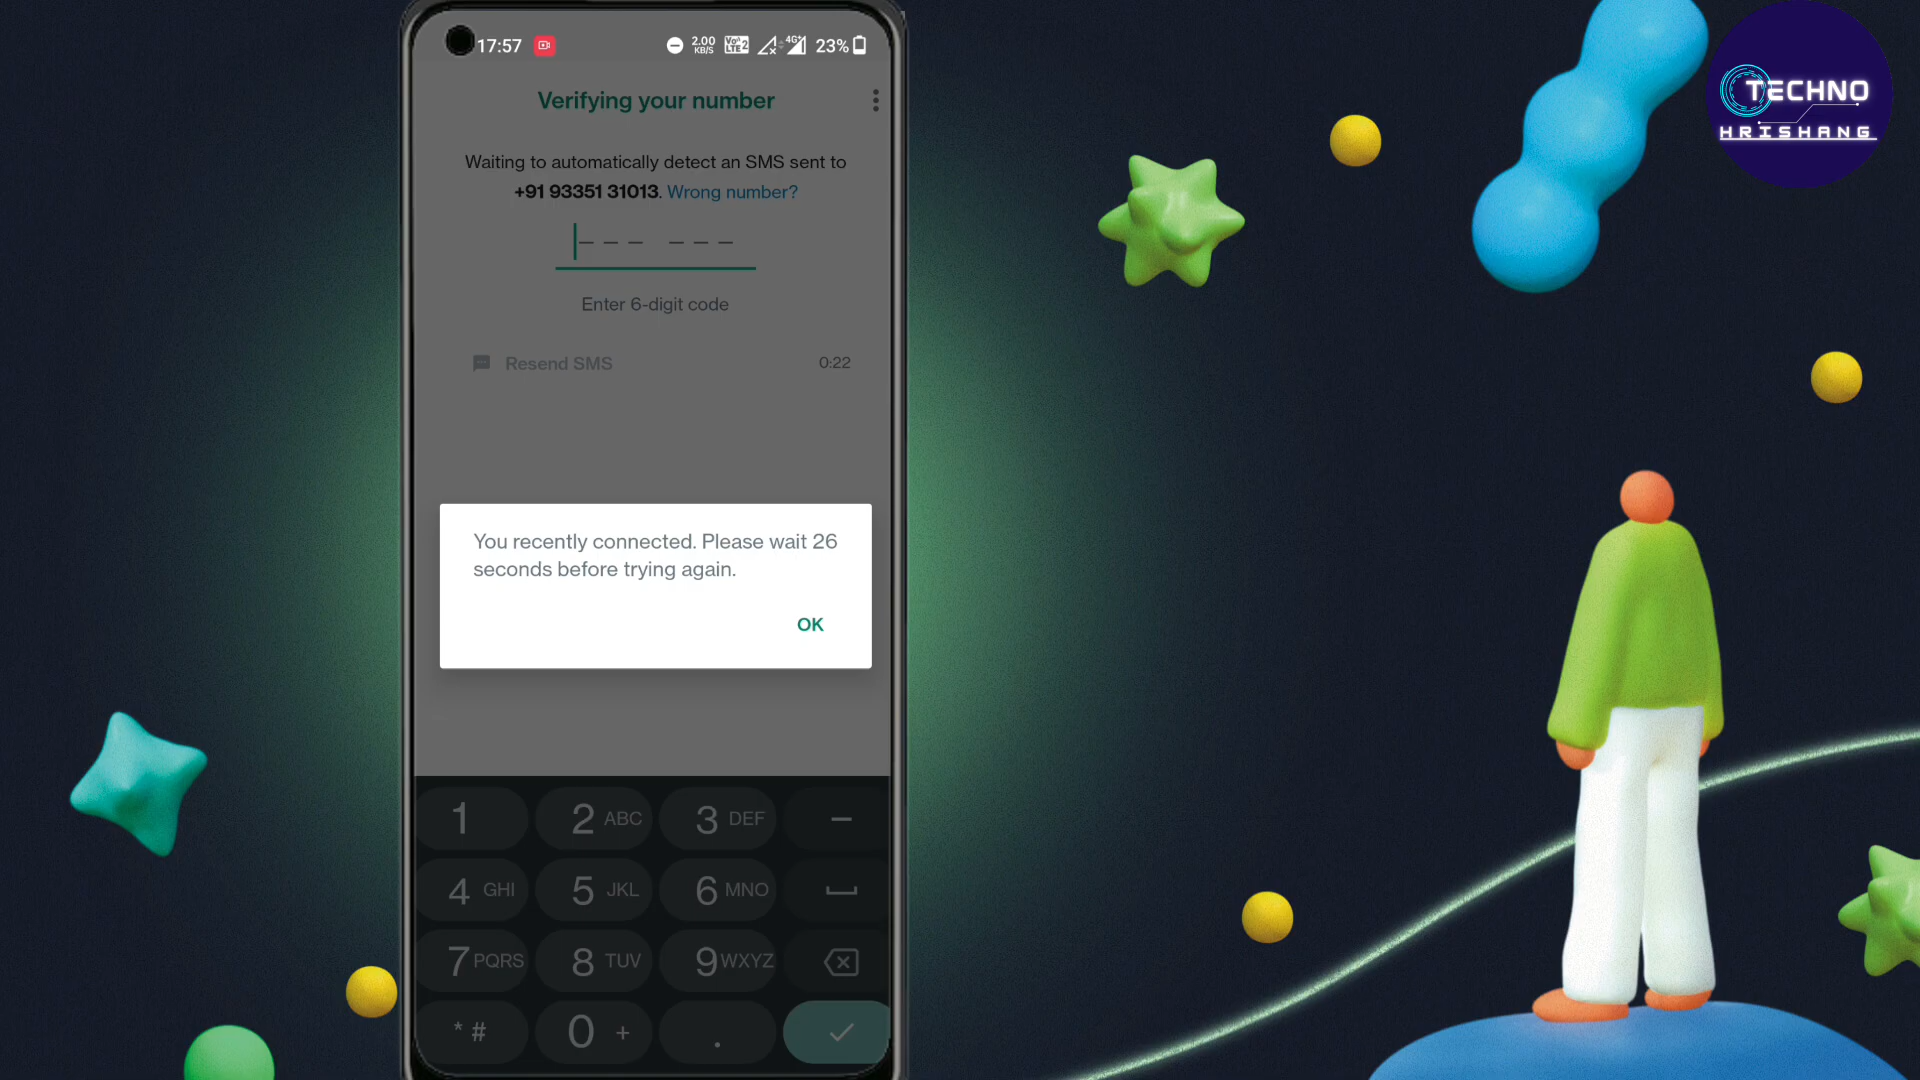 17:57
2.00
KB/S
Vo))
LTE2
4G+
23%
TECHNO
HRISHANG
Verifying your number
Waiting to automatically detect an SMS sent to
+91 93351 31013. Wrong number?
Enter 6-digit code
Resend SMS 0:22
You recently connected. Please wait 26
seconds before trying again.
OK
1 2 ABC 3 DEF –
4 GHI 5 JKL 6 MNO
7 PQRS 8 TUV 9 WXYZ
* # 0 + .